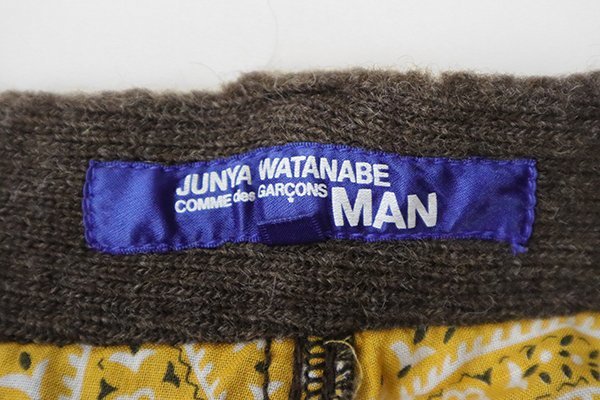 JUNYA WATANABE
COMME des GARÇONS MAN